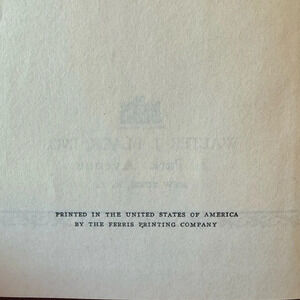 PRINTED IN THE UNITED STATES OF AMERICA
BY THE FERRIS PRINTING COMPANY